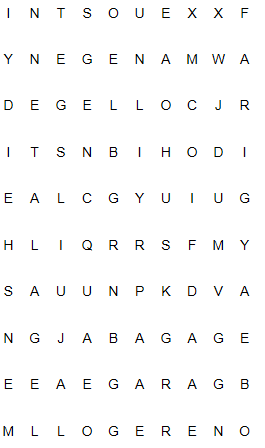 I N T S O U E X X F
Y N E G E N A M W A
D E G E L L O C J R
I T S N B I H O D I
E A L C G Y U I U G
H L I Q R R S F M Y
S A U U N P K D V A
N G J A B A G A G E
E E A E G A R A G B
M L L O G E R E N O